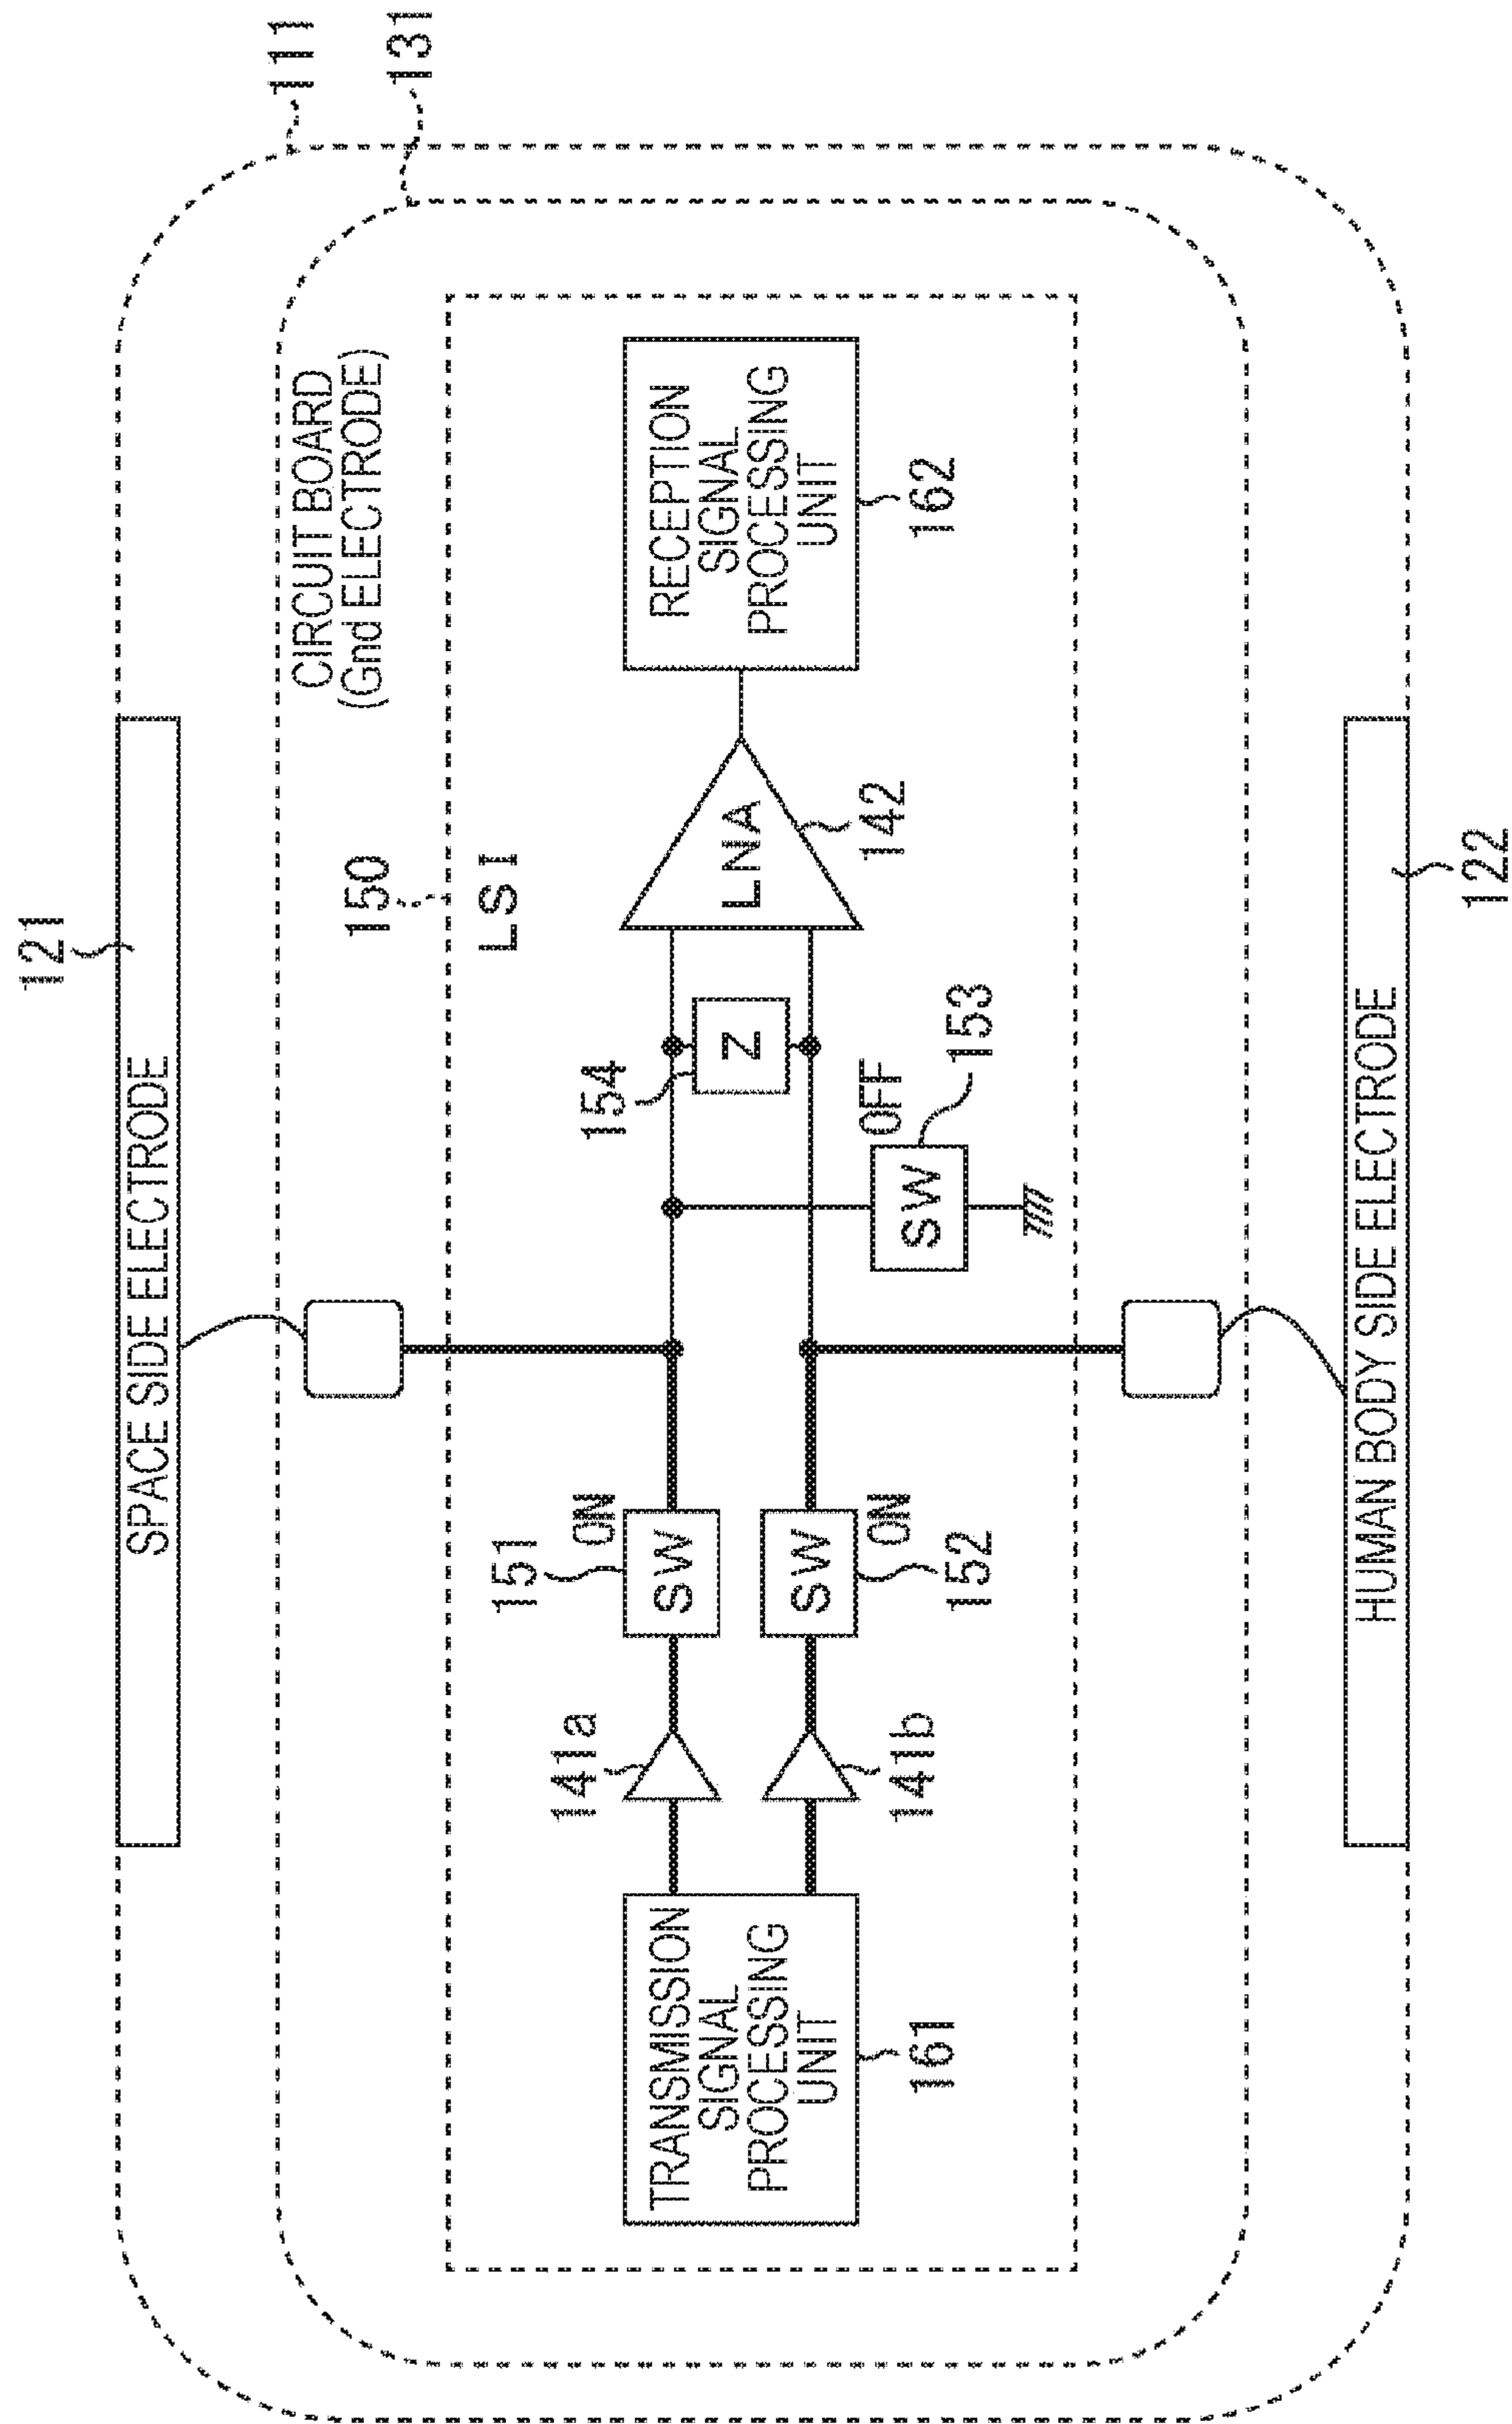 111
131
121
SPACE SIDE ELECTRODE
CIRCUIT BOARD
(Gnd ELECTRODE)
150
LSI
151
ON
SW
141a
TRANSMISSION
SIGNAL
PROCESSING
UNIT
161
141b
SW
ON
152
154
Z
OFF
SW
153
LNA
142
RECEPTION
SIGNAL
PROCESSING
UNIT
162
HUMAN BODY SIDE ELECTRODE
122